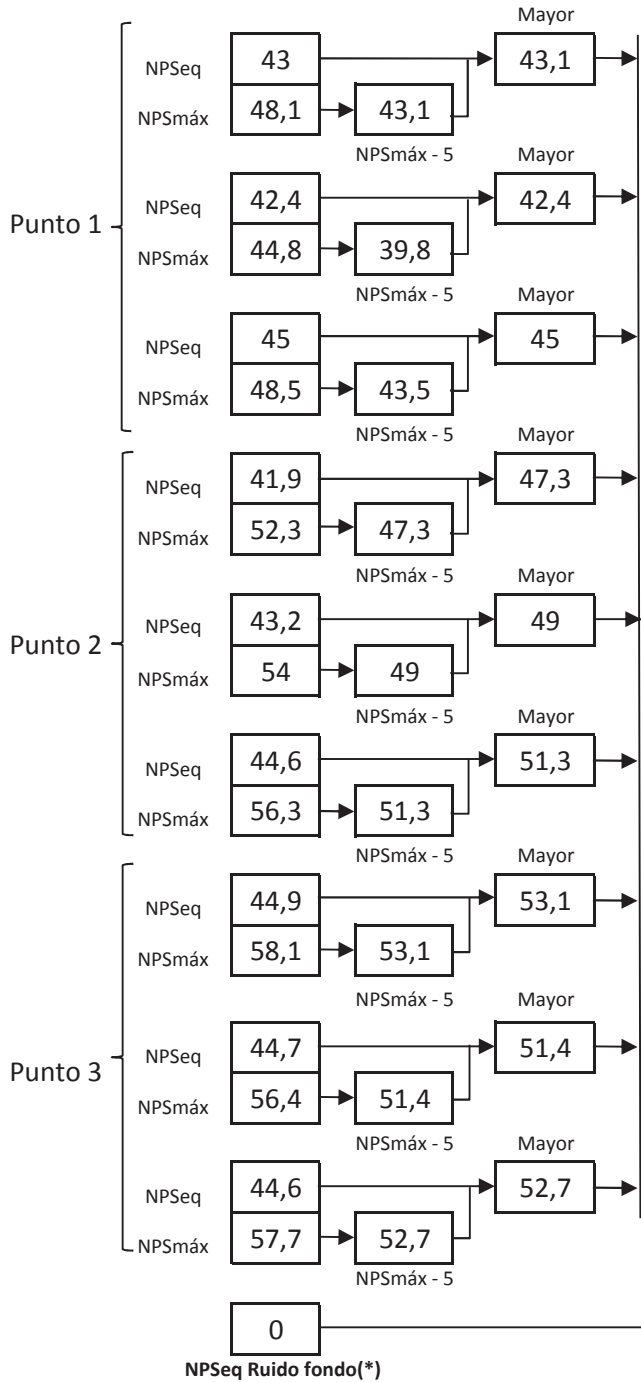 Mayor
NPSeq 43 43,1
NPSmáx 48,1 43,1
NPSmáx - 5
Mayor
Punto 1
NPSeq 42,4 42,4
NPSmáx 44,8 39,8
NPSmáx - 5
Mayor
NPSeq 45 45
NPSmáx 48,5 43,5
NPSmáx - 5
Mayor
NPSeq 41,9 47,3
NPSmáx 52,3 47,3
NPSmáx - 5
Mayor
Punto 2
NPSeq 43,2 49
NPSmáx 54 49
NPSmáx - 5
Mayor
NPSeq 44,6 51,3
NPSmáx 56,3 51,3
NPSmáx - 5
Mayor
NPSeq 44,9 53,1
NPSmáx 58,1 53,1
NPSmáx - 5
Mayor
Punto 3
NPSeq 44,7 51,4
NPSmáx 56,4 51,4
NPSmáx - 5
Mayor
NPSeq 44,6 52,7
NPSmáx 57,7 52,7
NPSmáx - 5
0
NPSeq Ruido fondo(*)